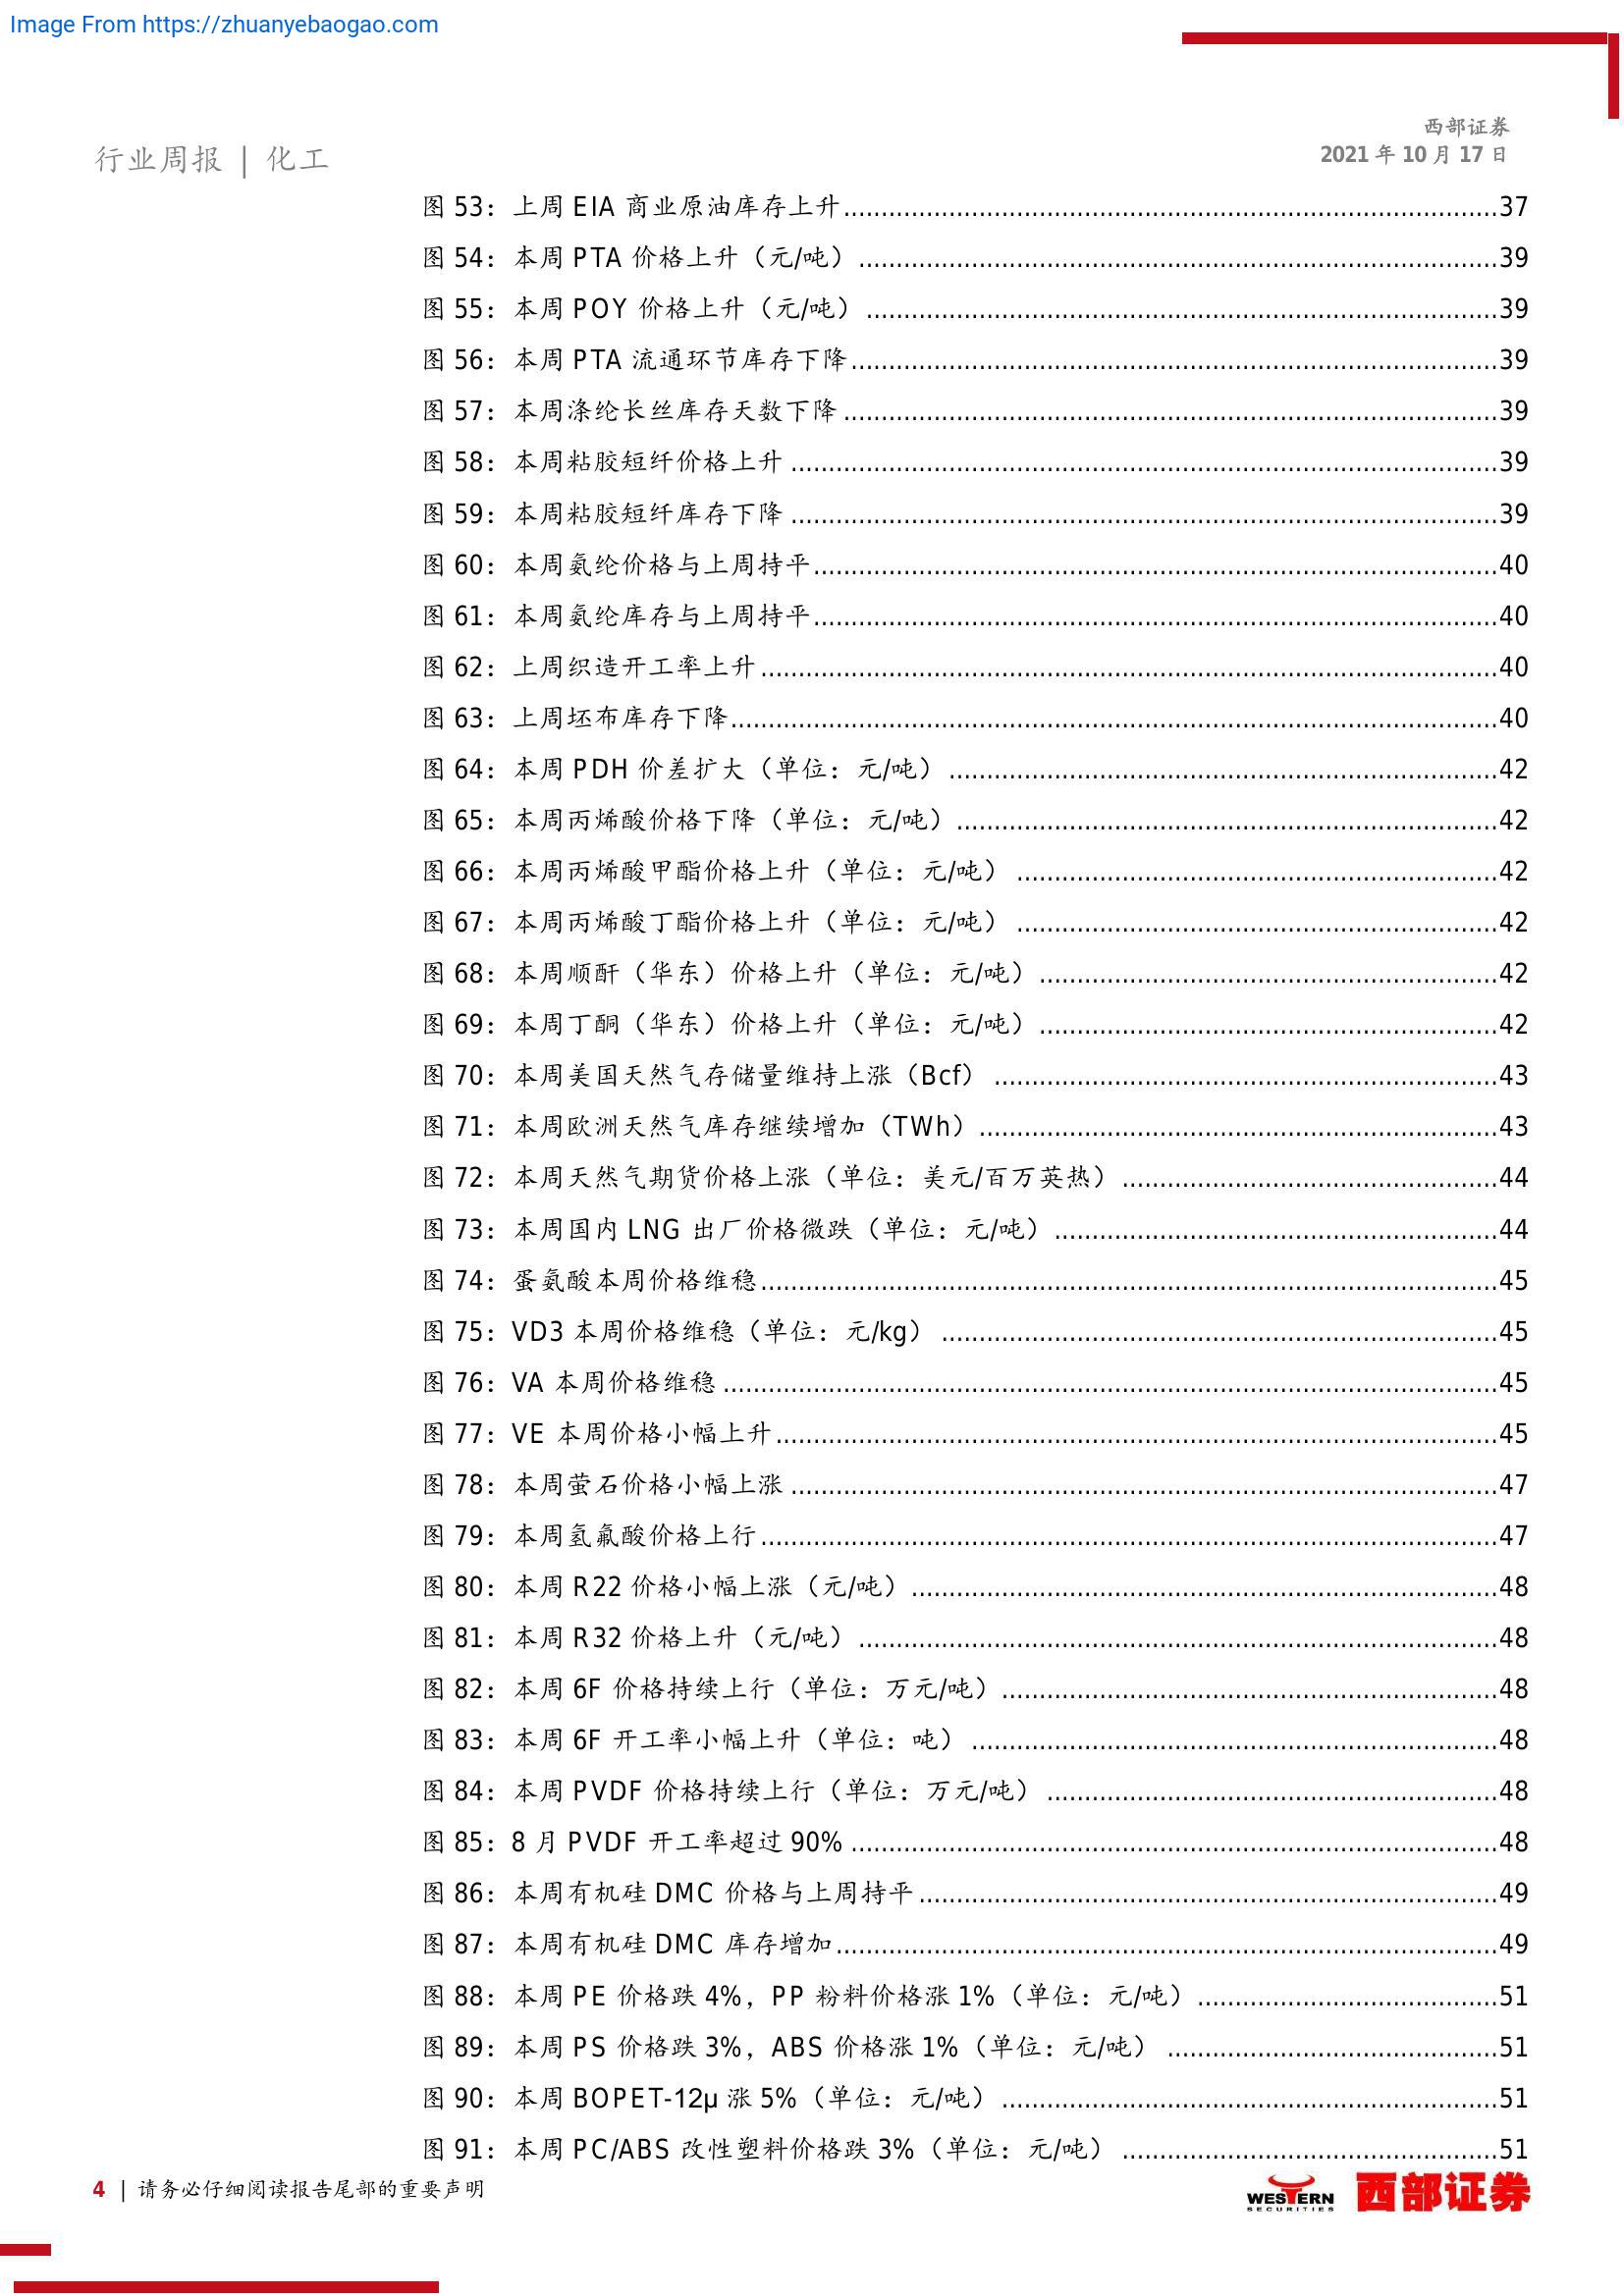 Image From https://zhuanyebaogao.com
西部证券
行业周报 | 化工
2021 年 10 月 17 日
图 53：上周 EIA 商业原油库存上升........................................37
图 54：本周 PTA 价格上升（元/吨）........................................39
图 55：本周 POY 价格上升（元/吨）........................................39
图 56：本周 PTA 流通环节库存下降........................................39
图 57：本周涤纶长丝库存天数下降........................................39
图 58：本周粘胶短纤价格上升........................................39
图 59：本周粘胶短纤库存下降........................................39
图 60：本周氨纶价格与上周持平........................................40
图 61：本周氨纶库存与上周持平........................................40
图 62：上周织造开工率上升........................................40
图 63：上周坯布库存下降........................................40
图 64：本周 PDH 价差扩大（单位：元/吨）........................................42
图 65：本周丙烯酸价格下降（单位：元/吨）........................................42
图 66：本周丙烯酸甲酯价格上升（单位：元/吨）........................................42
图 67：本周丙烯酸丁酯价格上升（单位：元/吨）........................................42
图 68：本周顺酐（华东）价格上升（单位：元/吨）........................................42
图 69：本周丁酮（华东）价格上升（单位：元/吨）........................................42
图 70：本周美国天然气存储量维持上涨（Bcf）........................................43
图 71：本周欧洲天然气库存继续增加（TWh）........................................43
图 72：本周天然气期货价格上涨（单位：美元/百万英热）........................................44
图 73：本周国内 LNG 出厂价格微跌（单位：元/吨）........................................44
图 74：蛋氨酸本周价格维稳........................................45
图 75：VD3 本周价格维稳（单位：元/kg）........................................45
图 76：VA 本周价格维稳........................................45
图 77：VE 本周价格小幅上升........................................45
图 78：本周萤石价格小幅上涨........................................47
图 79：本周氢氟酸价格上行........................................47
图 80：本周 R22 价格小幅上涨（元/吨）........................................48
图 81：本周 R32 价格上升（元/吨）........................................48
图 82：本周 6F 价格持续上行（单位：万元/吨）........................................48
图 83：本周 6F 开工率小幅上升（单位：吨）........................................48
图 84：本周 PVDF 价格持续上行（单位：万元/吨）........................................48
图 85：8 月 PVDF 开工率超过 90%........................................48
图 86：本周有机硅 DMC 价格与上周持平........................................49
图 87：本周有机硅 DMC 库存增加........................................49
图 88：本周 PE 价格跌 4%，PP 粉料价格涨 1%（单位：元/吨）........................................51
图 89：本周 PS 价格跌 3%，ABS 价格涨 1%（单位：元/吨）........................................51
图 90：本周 BOPET-12μ 涨 5%（单位：元/吨）........................................51
图 91：本周 PC/ABS 改性塑料价格跌 3%（单位：元/吨）........................................51
4 | 请务必仔细阅读报告尾部的重要声明
WESTERN
SECURITIES
西部证券